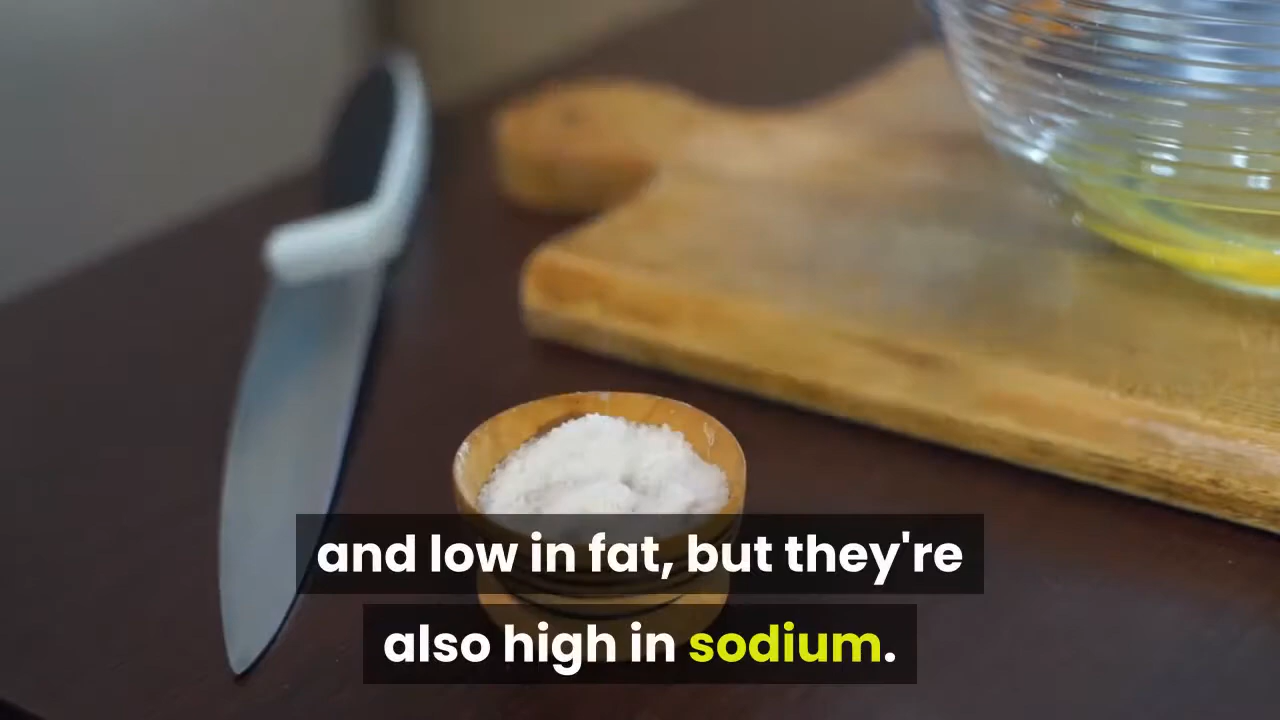 and low in fat, but they're
also high in sodium.